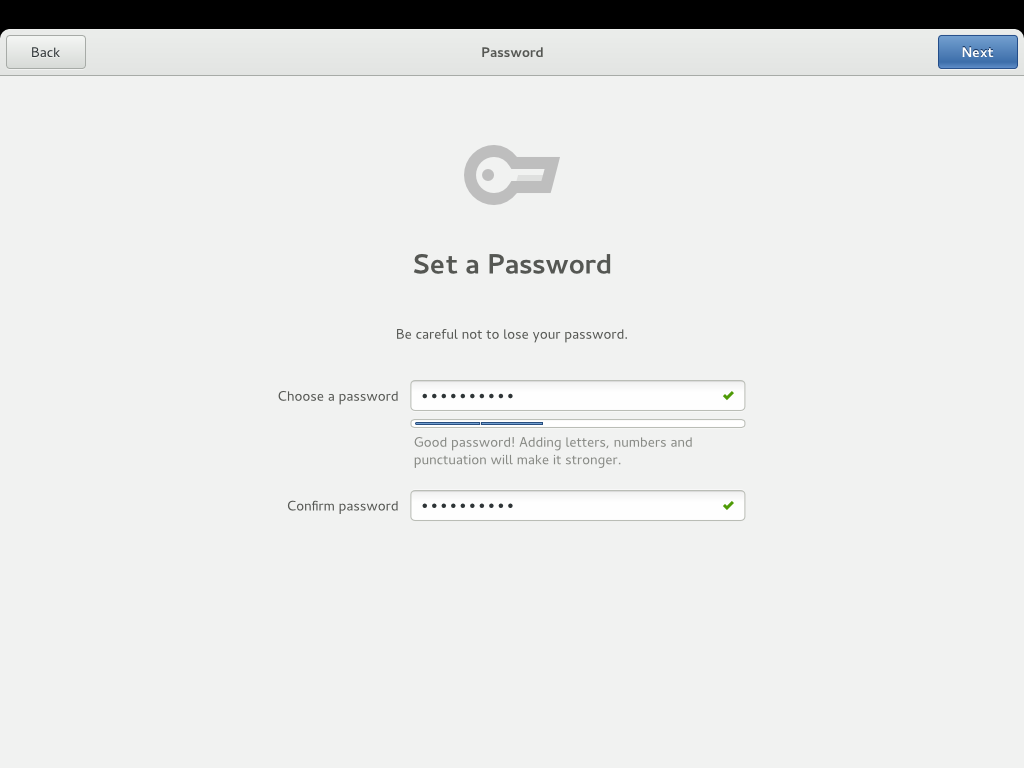 Back
Password
Next
Set a Password
Be careful not to lose your password.
Choose a password
••••••••••
Good password! Adding letters, numbers and
punctuation will make it stronger.
Confirm password
••••••••••